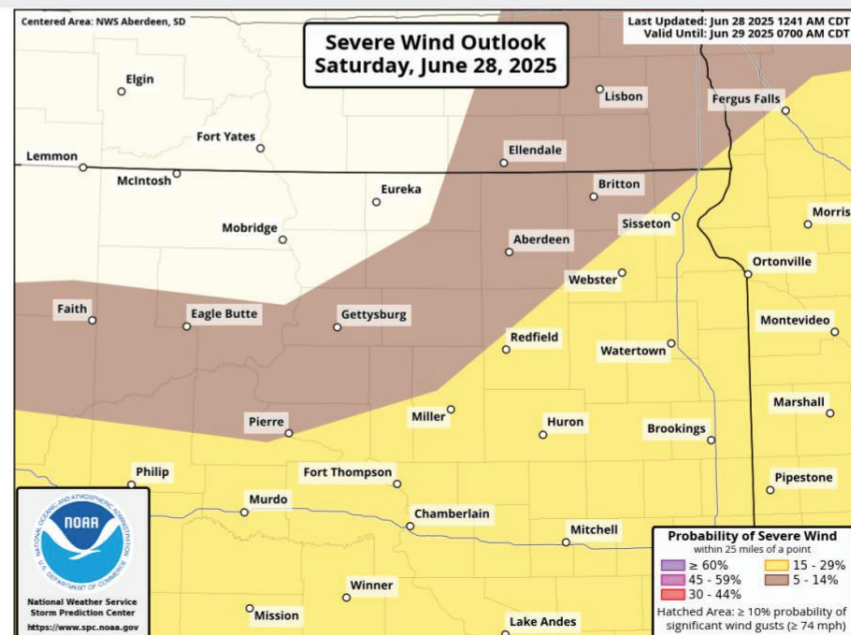 Centered Area: NWS Aberdeen, SD
Severe Wind Outlook
Saturday, June 28, 2025
Last Updated: Jun 28 2025 1241 AM CDT
Valid Until: Jun 29 2025 0700 AM CDT
Elgin
Lisbon
Fergus Falls
Fort Yates
Lemmon
McIntosh
Ellendale
Eureka
Britton
Mobridge
Sisseton
Morris
Aberdeen
Webster
Ortonville
Faith
Eagle Butte
Gettysburg
Redfield
Watertown
Montevideo
Pierre
Miller
Huron
Brookings
Marshall
Philip
Fort Thompson
Murdo
Pipestone
Chamberlain
Mitchell
Winner
Mission
Lake Andes
NATIONAL OCEANIC AND ATMOSPHERIC ADMINISTRATION
NOAA
U.S. DEPARTMENT OF COMMERCE
National Weather Service
Storm Prediction Center
https://www.spc.noaa.gov
Probability of Severe Wind
within 25 miles of a point
≥ 60% 15 - 29%
45 - 59% 5 - 14%
30 - 44%
Hatched Area: ≥ 10% probability of
significant wind gusts (≥ 74 mph)